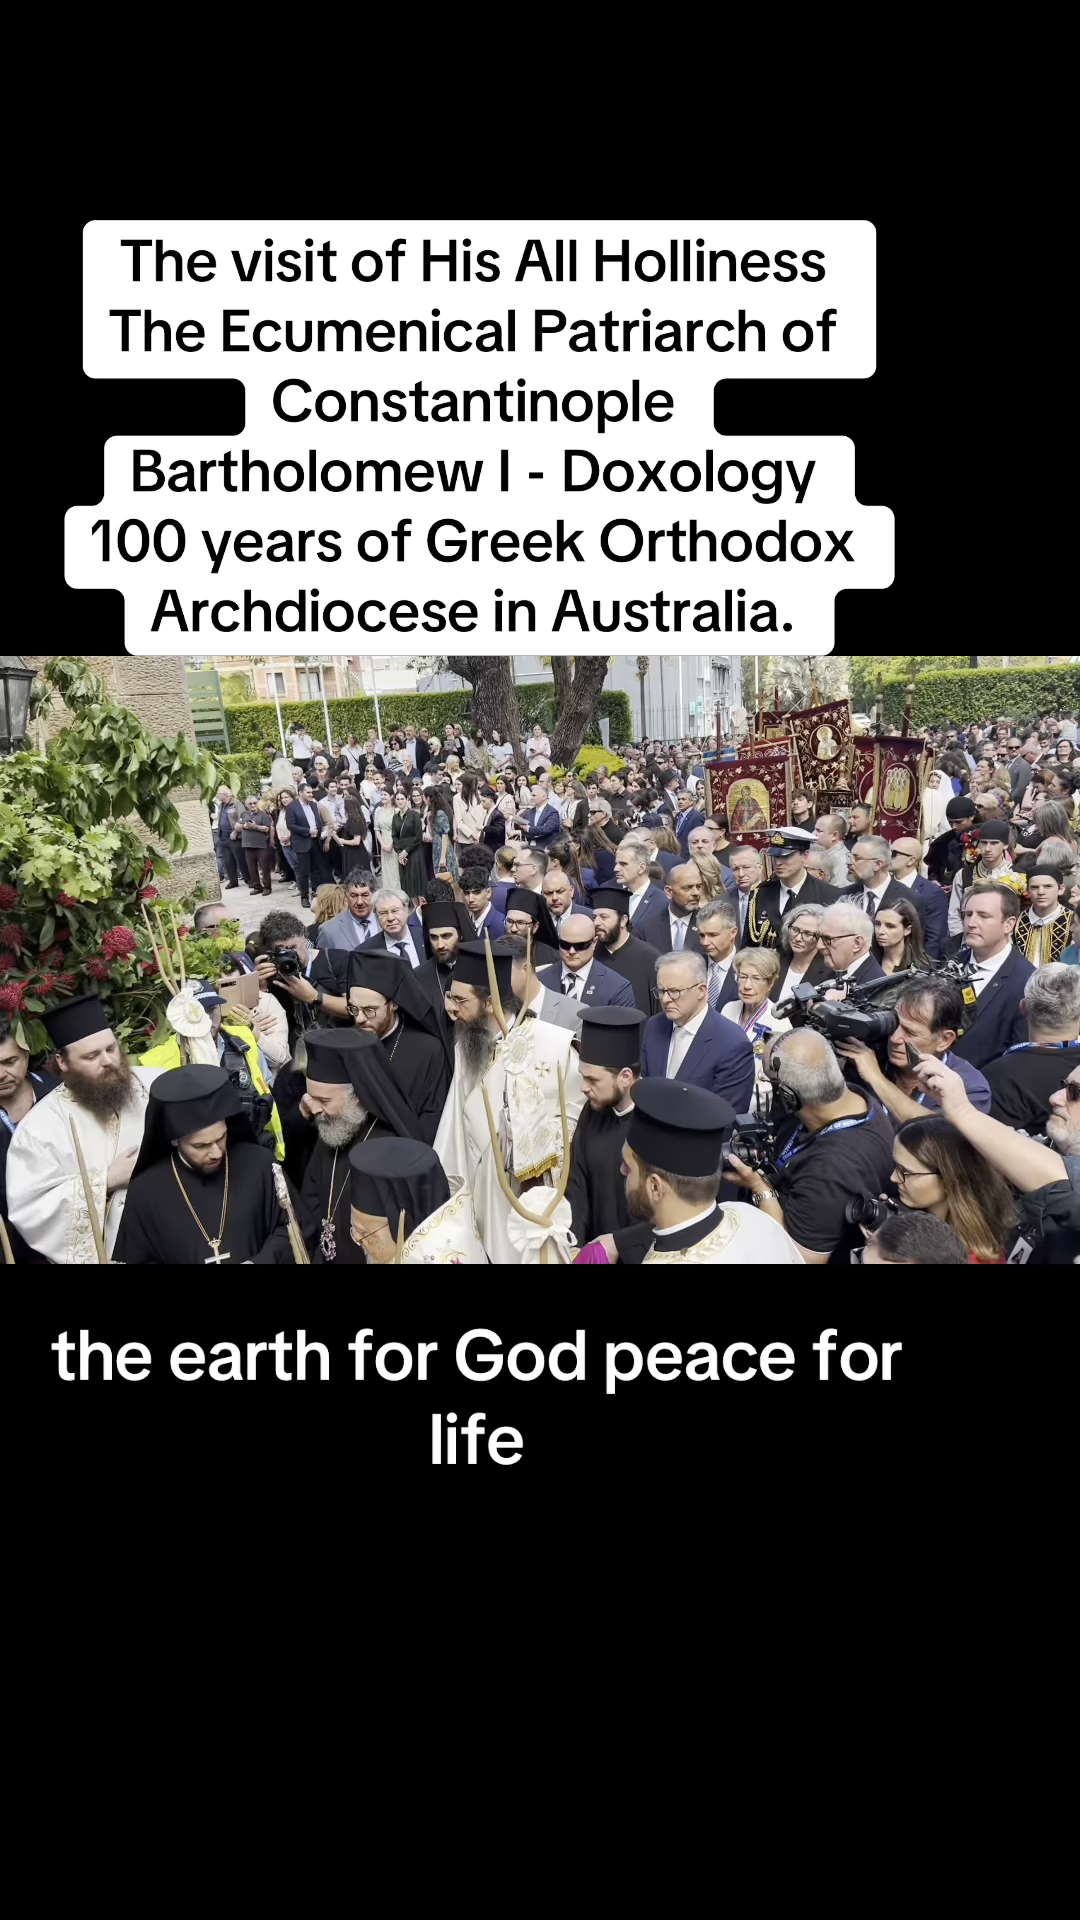 The visit of His All Holliness
The Ecumenical Patriarch of
Constantinople
Bartholomew I - Doxology
100 years of Greek Orthodox
Archdiocese in Australia.
the earth for God peace for
life